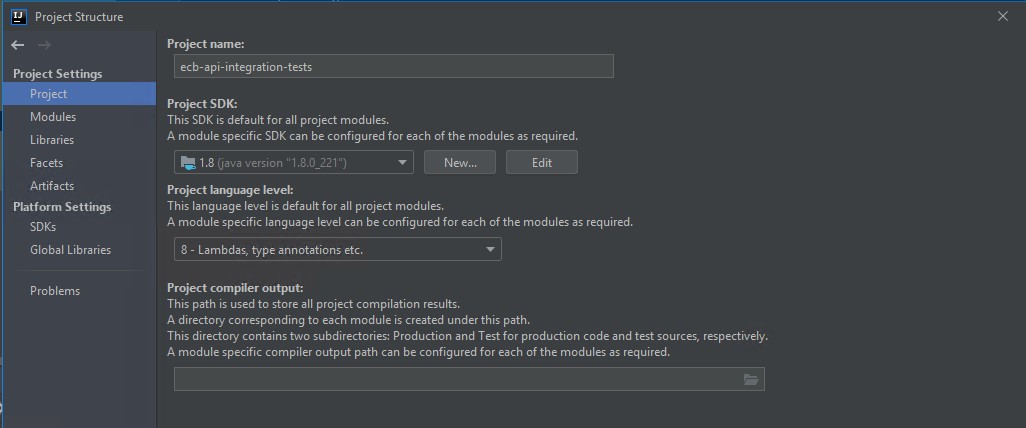 IJ
Project Structure
Project Settings
Project
Modules
Libraries
Facets
Artifacts
Platform Settings
SDKs
Global Libraries
Problems
Project name:
ecb-api-integration-tests
Project SDK:
This SDK is default for all project modules.
A module specific SDK can be configured for each of the modules as required.
1.8 (java version "1.8.0_221")
New...
Edit
Project language level:
This language level is default for all project modules.
A module specific language level can be configured for each of the modules as required.
8 - Lambdas, type annotations etc.
Project compiler output:
This path is used to store all project compilation results.
A directory corresponding to each module is created under this path.
This directory contains two subdirectories: Production and Test for production code and test sources, respectively.
A module specific compiler output path can be configured for each of the modules as required.